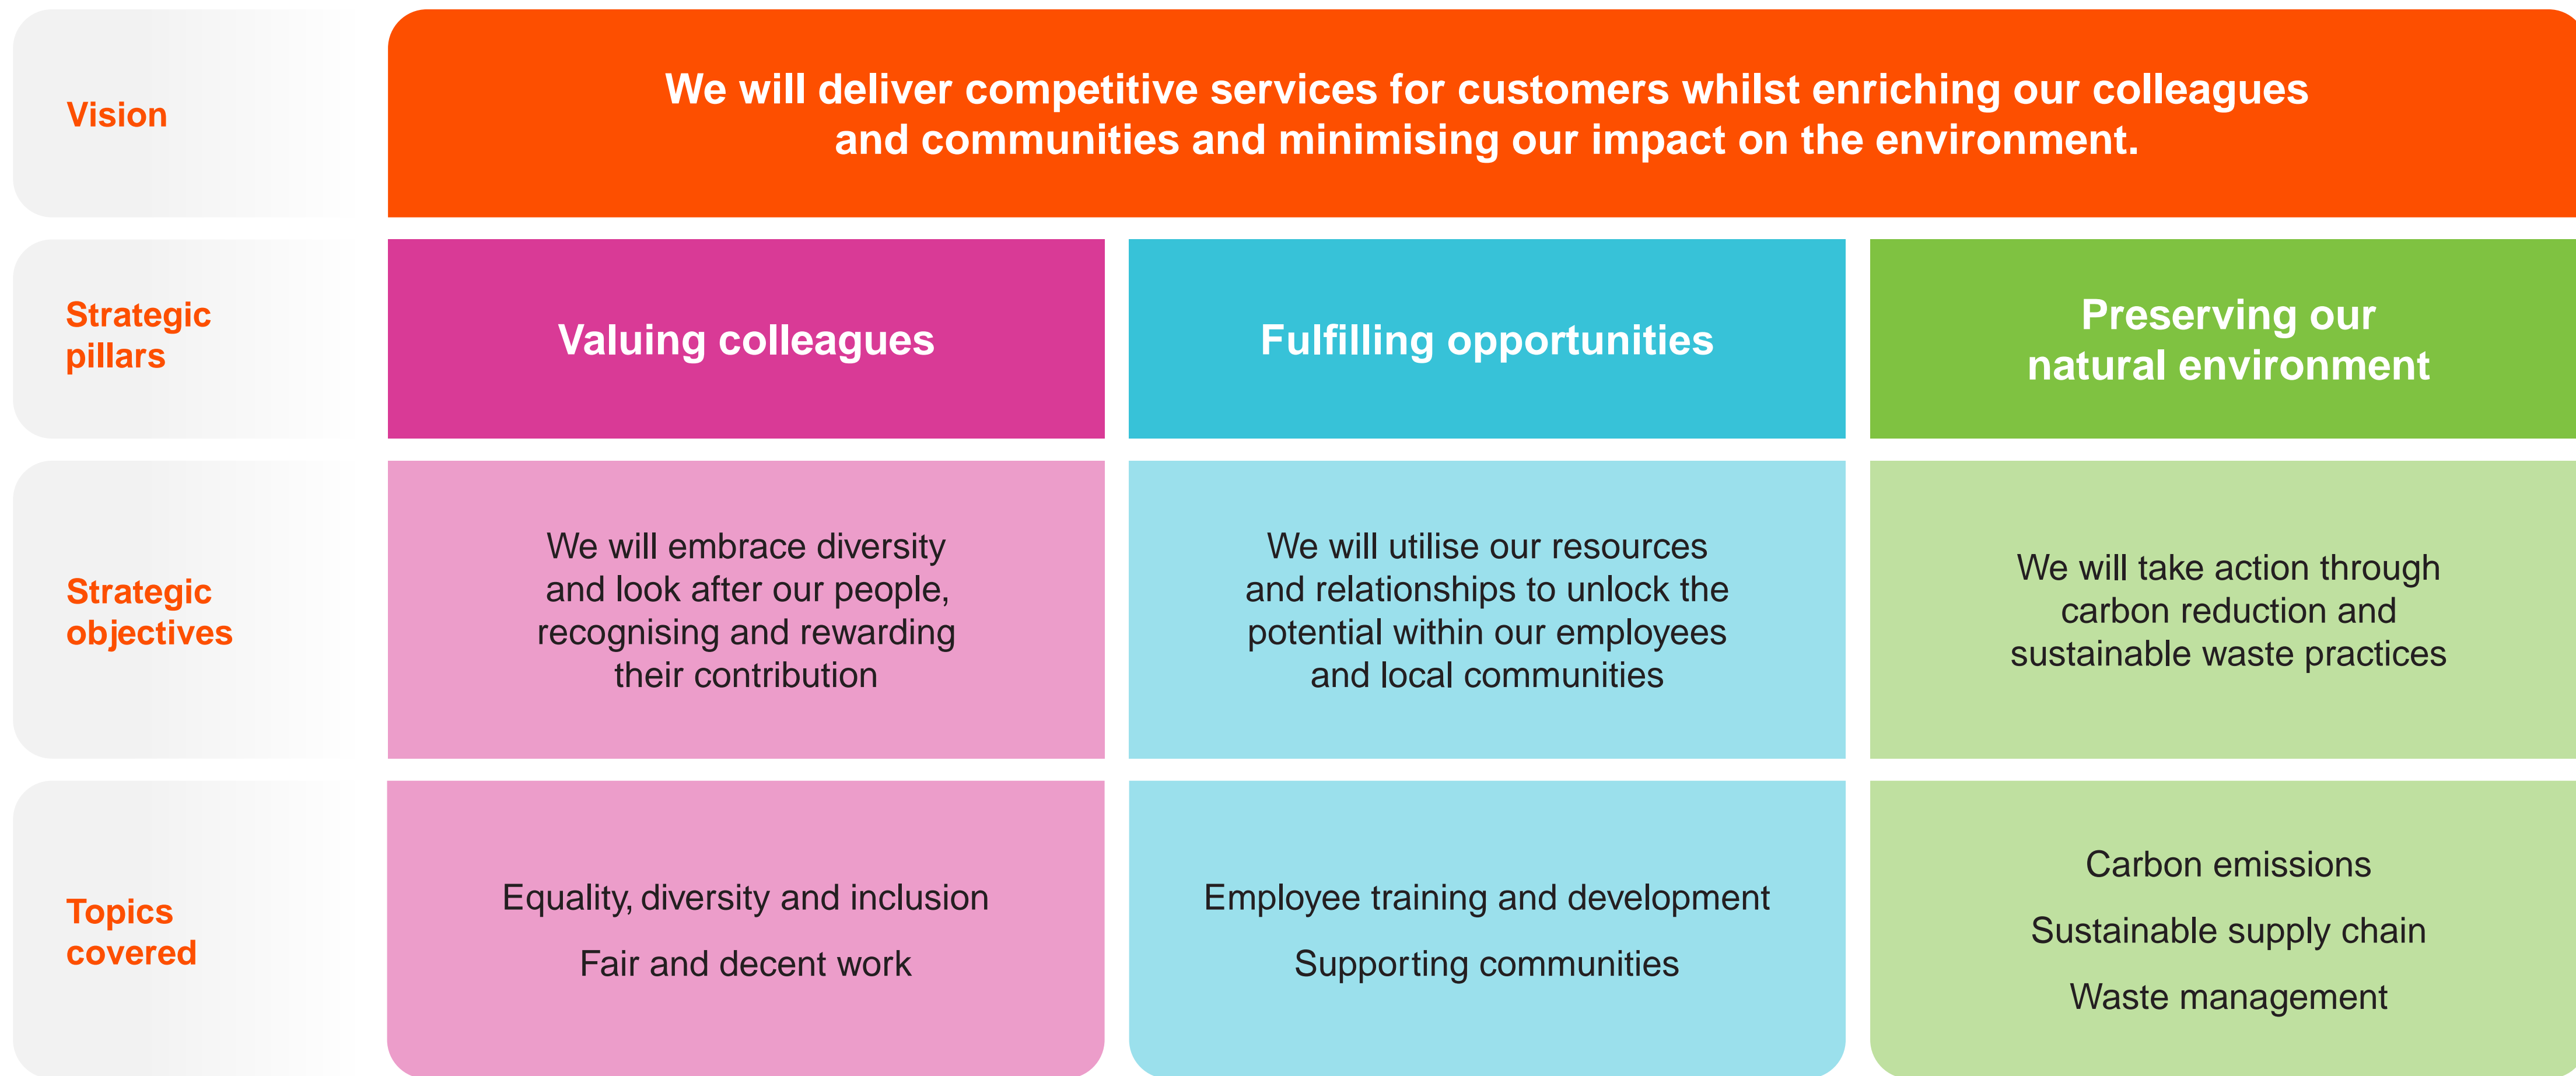 Vision
We will deliver competitive services for customers whilst enriching our colleagues
and communities and minimising our impact on the environment.
Strategic
pillars
Valuing colleagues
Fulfilling opportunities
Preserving our
natural environment
Strategic
objectives
We will embrace diversity
and look after our people,
recognising and rewarding
their contribution
We will utilise our resources
and relationships to unlock the
potential within our employees
and local communities
We will take action through
carbon reduction and
sustainable waste practices
Topics
covered
Equality, diversity and inclusion
Fair and decent work
Employee training and development
Supporting communities
Carbon emissions
Sustainable supply chain
Waste management